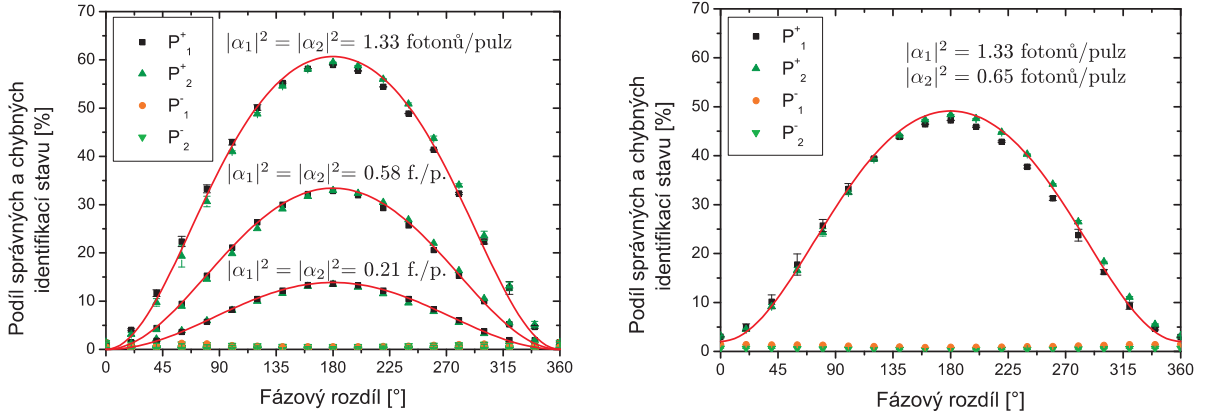 |α₁|² = |α₂|² = 1.33 fotonů/pulz
P⁺₁
P⁺₂
P⁻₁
P⁻₂
|α₁|² = |α₂|² = 0.58 f./p.
|α₁|² = |α₂|² = 0.21 f./p.
Podíl správných a chybných
identifikací stavu [%]
70
60
50
40
30
20
10
0
0 45 90 135 180 225 270 315 360
Fázový rozdíl [°]
|α₁|² = 1.33 fotonů/pulz
|α₂|² = 0.65 fotonů/pulz
P⁺₁
P⁺₂
P⁻₁
P⁻₂
Podíl správných a chybných
identifikací stavu [%]
70
60
50
40
30
20
10
0
0 45 90 135 180 225 270 315 360
Fázový rozdíl [°]